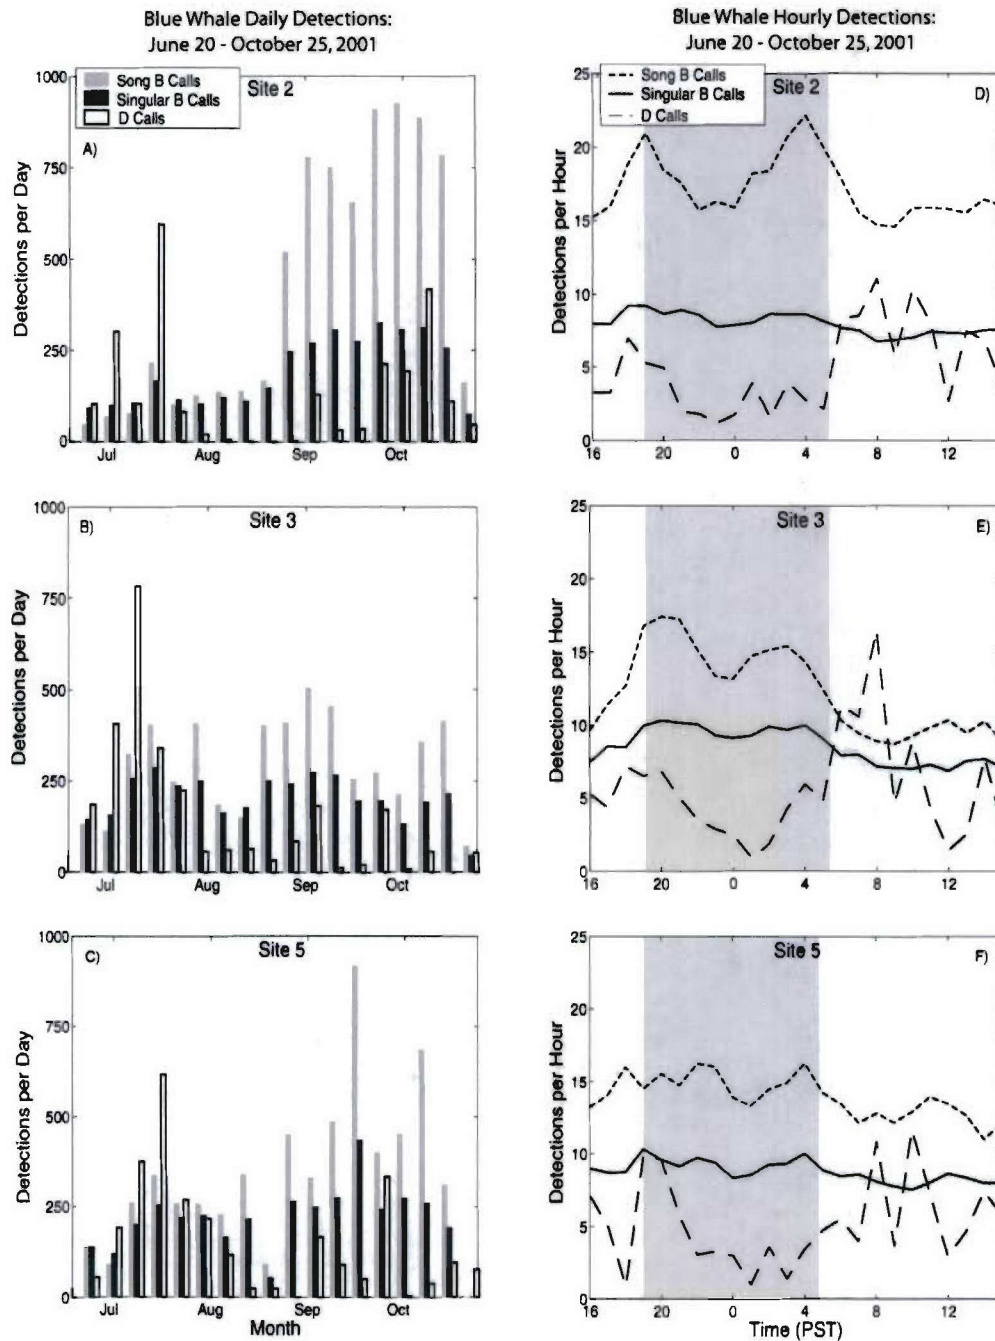 Blue Whale Daily Detections:
June 20 - October 25, 2001
Blue Whale Hourly Detections:
June 20 - October 25, 2001
1000
750
500
250
0
Detections per Day
Song B Calls
Singular B Calls
D Calls
Site 2
A)
Jul
Aug
Sep
Oct
25
20
15
10
5
0
Detections per Hour
Song B Calls
Singular B Calls
D Calls
Site 2
D)
16
20
0
4
8
12
1000
750
500
250
0
Detections per Day
Site 3
B)
Jul
Aug
Sep
Oct
25
20
15
10
5
0
Detections per Hour
Site 3
E)
16
20
0
4
8
12
1000
750
500
250
0
Detections per Day
Site 5
C)
Jul
Aug
Sep
Oct
Month
25
20
15
10
5
0
Detections per Hour
Site 5
F)
16
20
0
4
8
12
Time (PST)